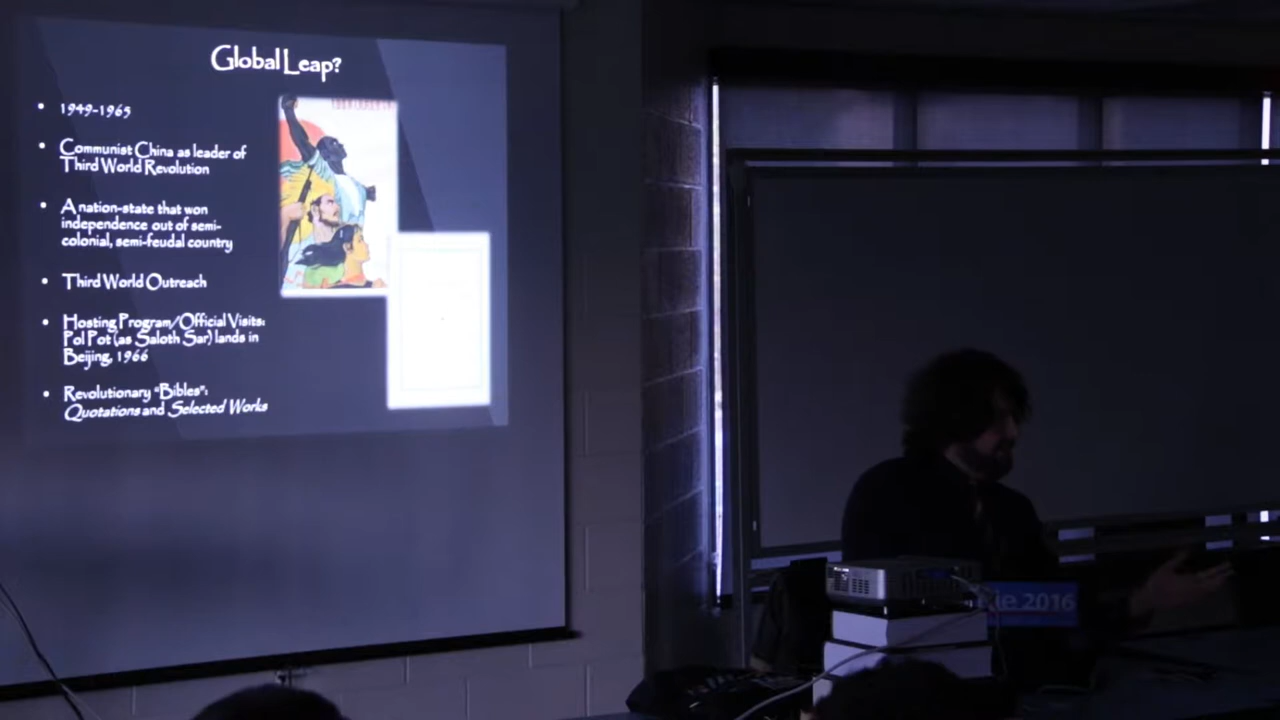 Global Leap?
• 1949-1965
• Communist China as leader of
Third World Revolution
• A nation-state that won
independence out of semi-
colonial, semi-feudal country
• Third World Outreach
• Hosting Program/Official Visits:
Pol Pot (as Saloth Sar) lands in
Beijing, 1966
• Revolutionary "Bibles":
Quotations and Selected Works
ie.2016